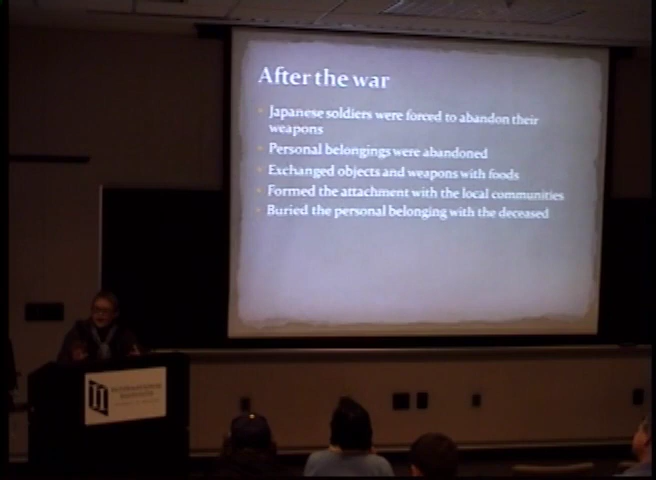 After the war
Japanese soldiers were forced to abandon their
weapons
Personal belongings were abandoned
Exchanged objects and weapons with foods
Formed the attachment with the local communities
Buried the personal belonging with the deceased